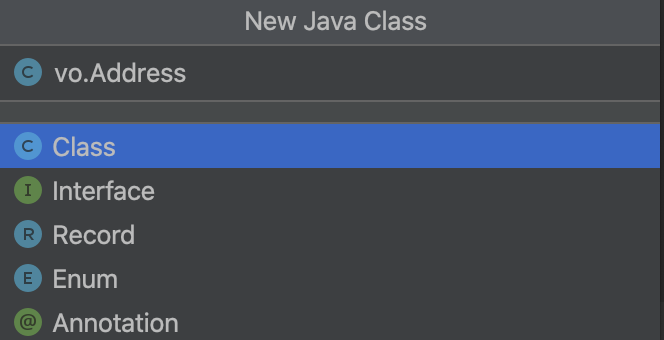 New Java Class
C vo.Address
C Class
I Interface
R Record
E Enum
@ Annotation